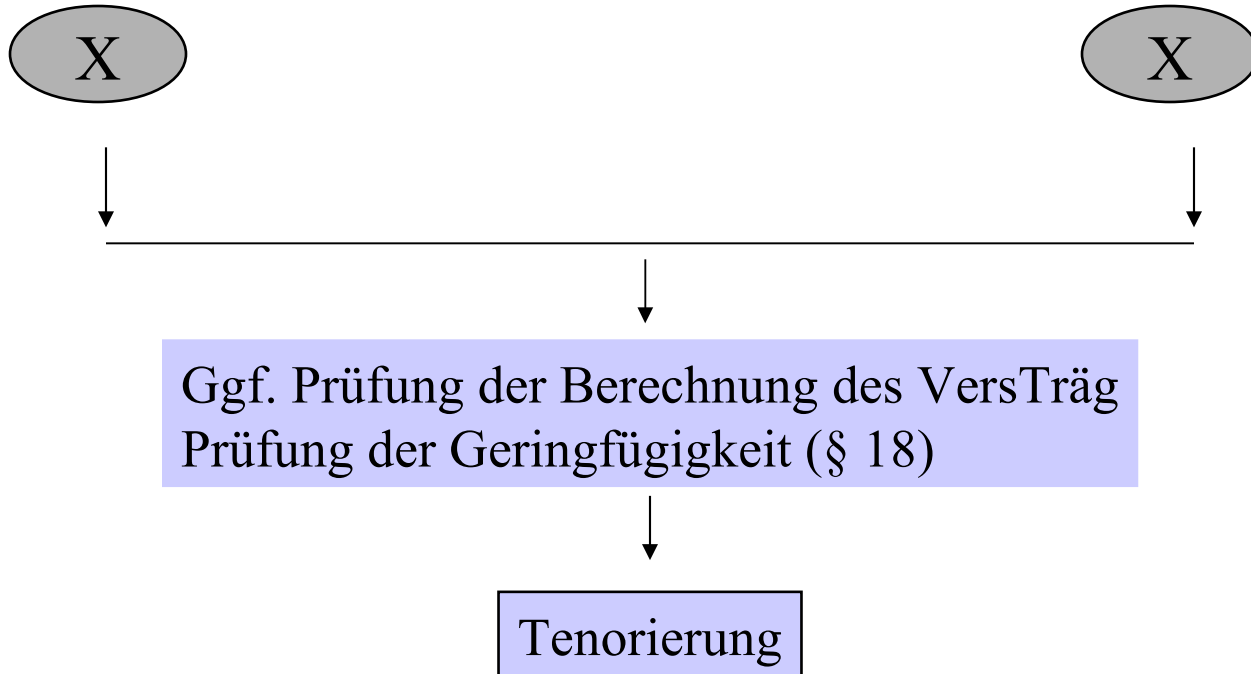 X
X
Ggf. Prüfung der Berechnung des VersTräg
Prüfung der Geringfügigkeit (§ 18)
Tenorierung